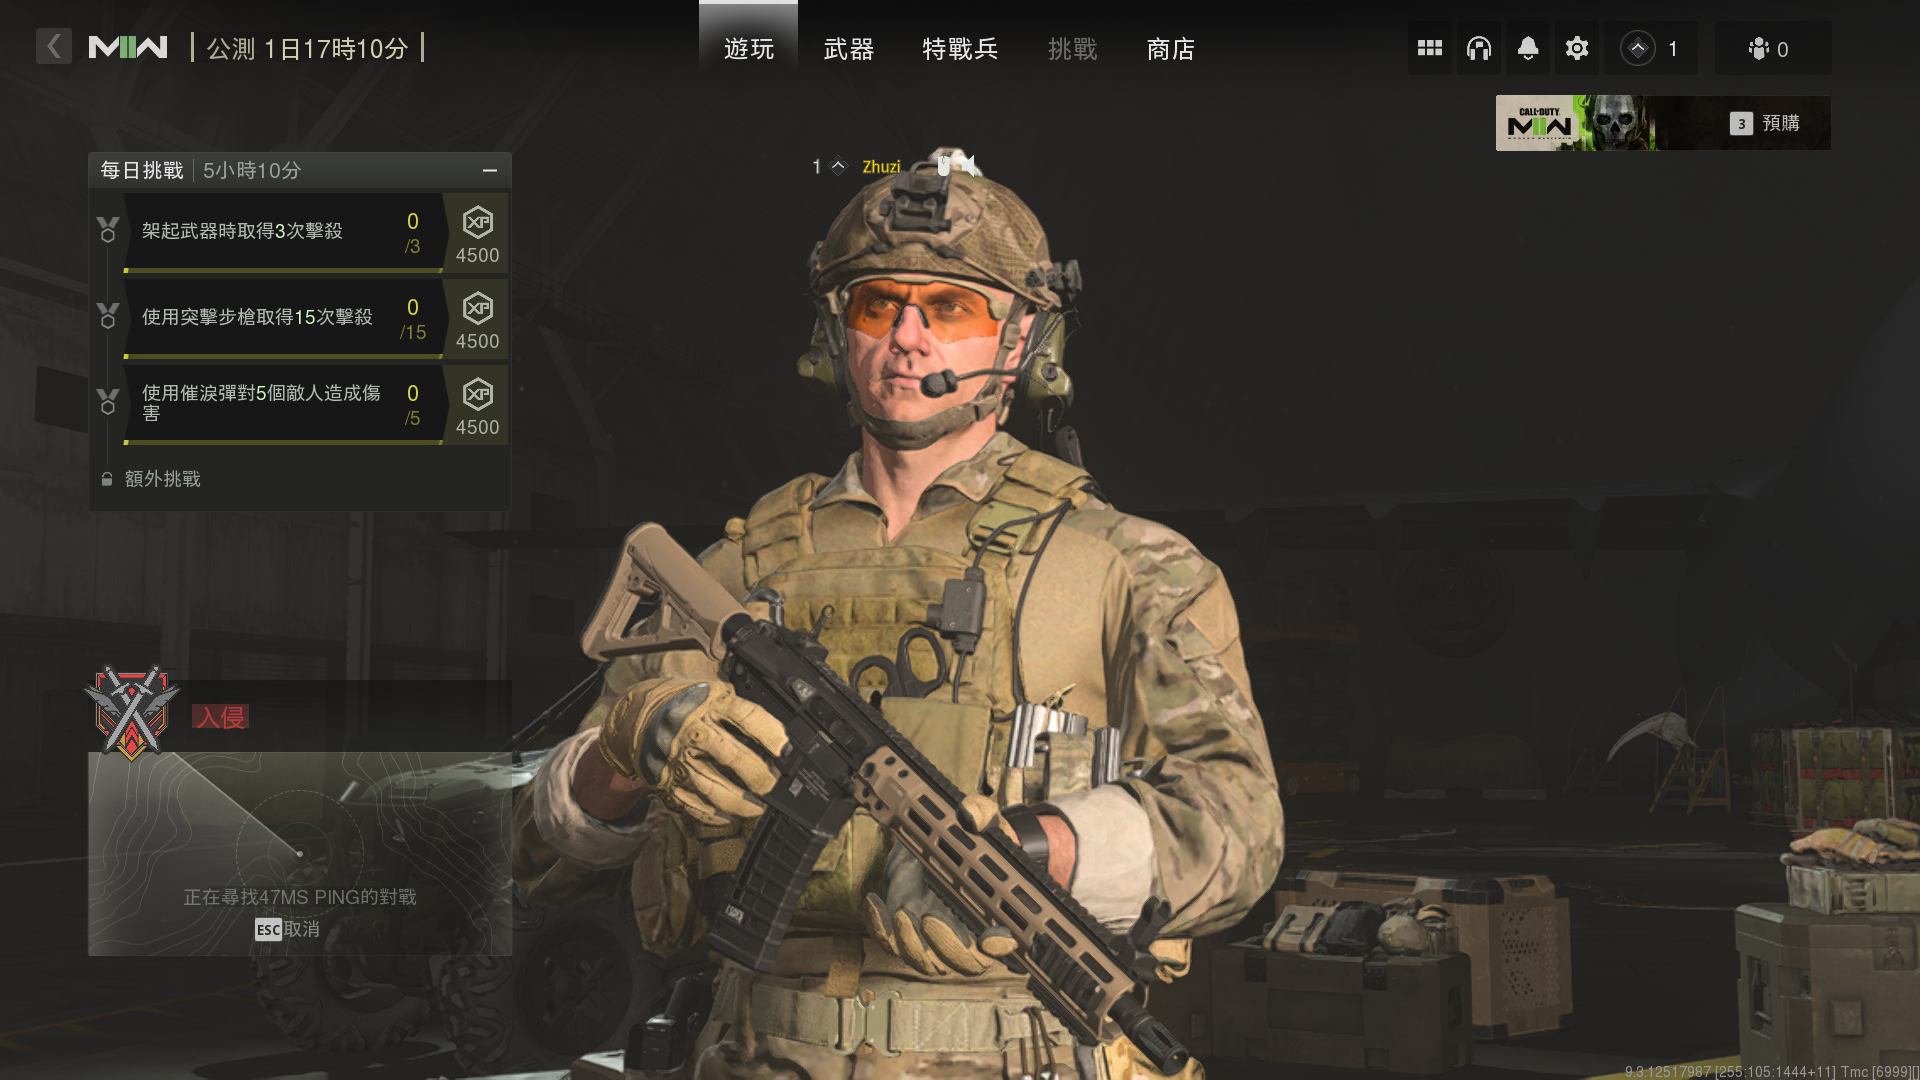 MWII
公測 1日17時10分
遊玩
武器
特戰兵
挑戰
商店
1
0
CALL OF DUTY
MWII
3 預購
每日挑戰 5小時10分
架起武器時取得3次擊殺
0
/3
XP
4500
使用突擊步槍取得15次擊殺
0
/15
XP
4500
使用催淚彈對5個敵人造成傷
害
0
/5
XP
4500
額外挑戰
1 Zhuzi
入侵
正在尋找47MS PING的對戰
ESC取消
9.3.12517987 [255:105:1444+11] Tmc [6999][]